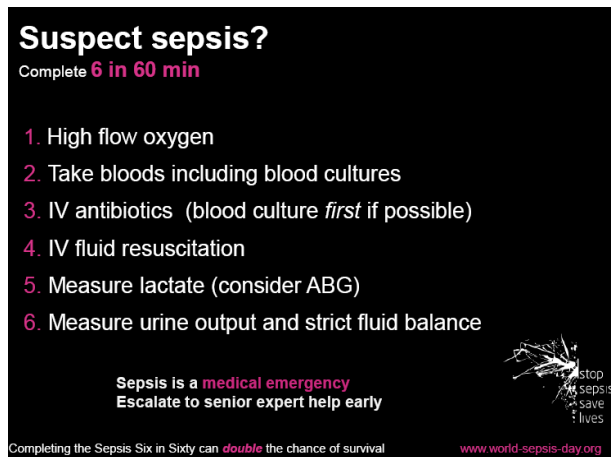 Suspect sepsis?
Complete 6 in 60 min
1. High flow oxygen
2. Take bloods including blood cultures
3. IV antibiotics (blood culture first if possible)
4. IV fluid resuscitation
5. Measure lactate (consider ABG)
6. Measure urine output and strict fluid balance
Sepsis is a medical emergency
Escalate to senior expert help early
stop
sepsis
save
lives
Completing the Sepsis Six in Sixty can double the chance of survival
www.world-sepsis-day.org